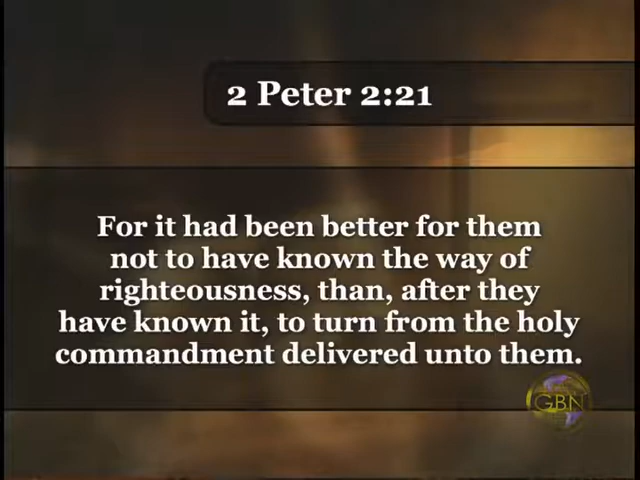 2 Peter 2:21
For it had been better for them
not to have known the way of
righteousness, than, after they
have known it, to turn from the holy
commandment delivered unto them.
GBN